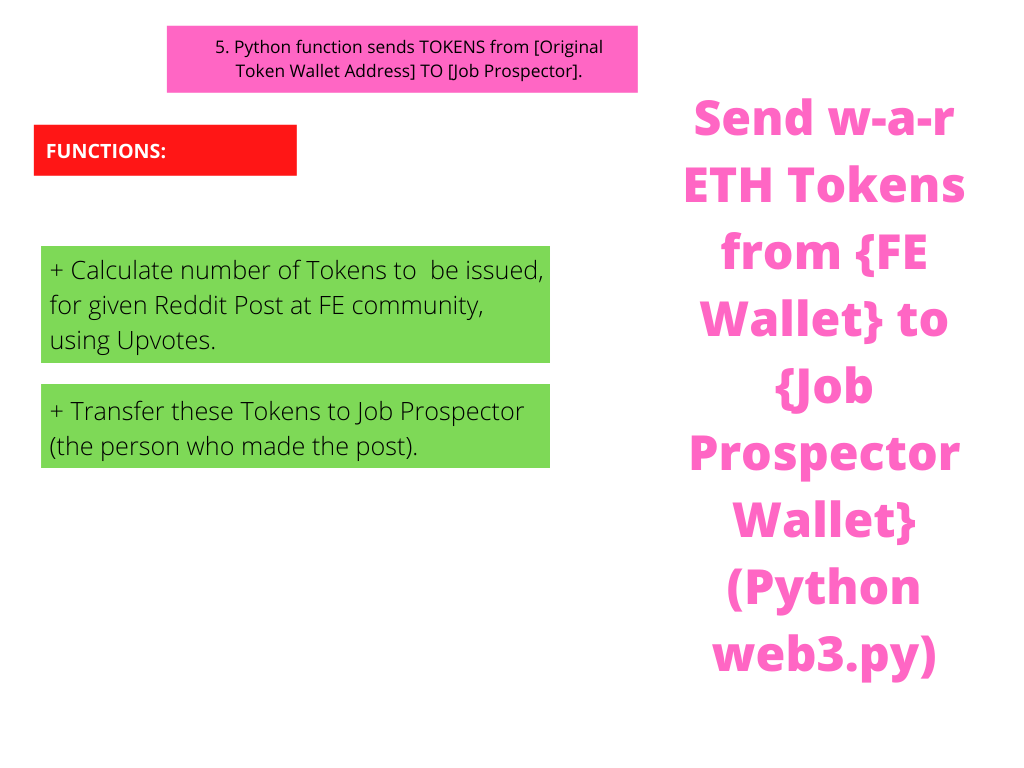 5. Python function sends TOKENS from [Original
Token Wallet Address] TO [Job Prospector].
FUNCTIONS:
+ Calculate number of Tokens to  be issued,
for given Reddit Post at FE community,
using Upvotes.
+ Transfer these Tokens to Job Prospector
(the person who made the post).
Send w-a-r
ETH Tokens
from {FE
Wallet} to
{Job
Prospector
Wallet}
(Python
web3.py)